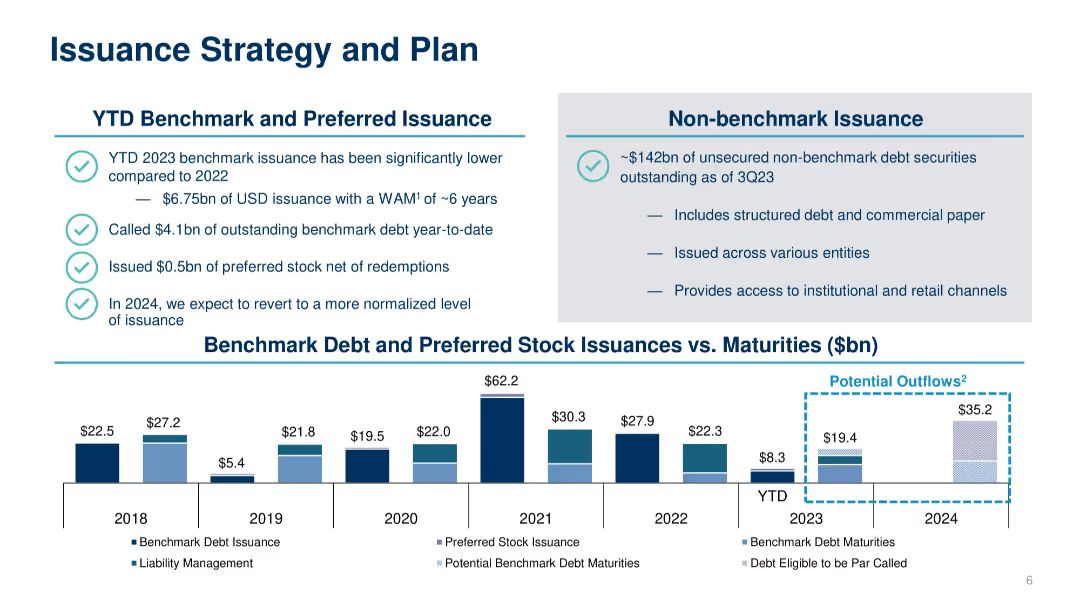 Issuance Strategy and Plan
YTD Benchmark and Preferred Issuance
YTD 2023 benchmark issuance has been significantly lower
compared to 2022
— $6.75bn of USD issuance with a WAM¹ of ~6 years
Called $4.1bn of outstanding benchmark debt year-to-date
Issued $0.5bn of preferred stock net of redemptions
In 2024, we expect to revert to a more normalized level
of issuance
Non-benchmark Issuance
~$142bn of unsecured non-benchmark debt securities
outstanding as of 3Q23
— Includes structured debt and commercial paper
— Issued across various entities
— Provides access to institutional and retail channels
Benchmark Debt and Preferred Stock Issuances vs. Maturities ($bn)
Potential Outflows²
$22.5 $27.2 $5.4 $21.8 $19.5 $22.0 $62.2 $30.3 $27.9 $22.3 $8.3 $19.4 $35.2
YTD
2018 2019 2020 2021 2022 2023 2024
Benchmark Debt Issuance Preferred Stock Issuance Benchmark Debt Maturities
Liability Management Potential Benchmark Debt Maturities Debt Eligible to be Par Called
6